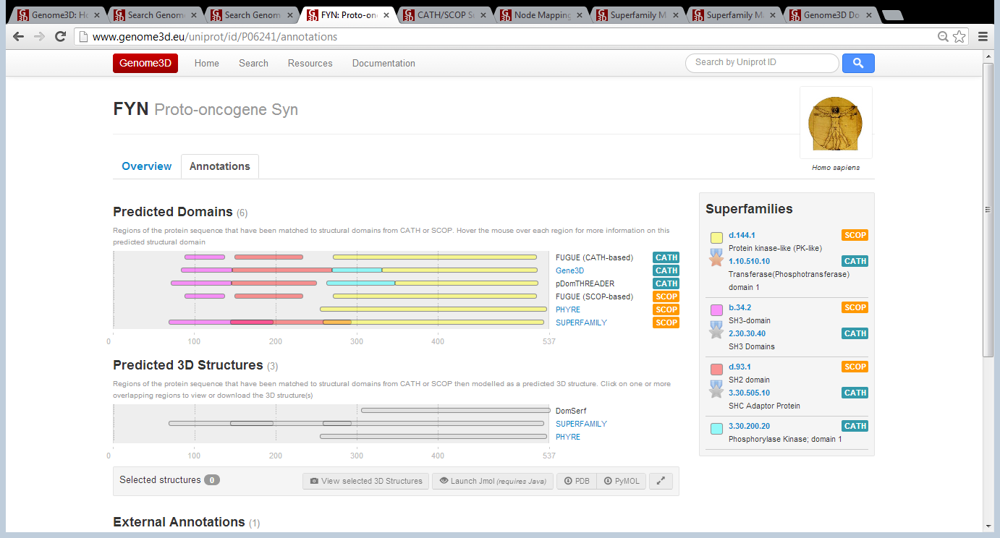 Genome3D: Ho
Search Genom
Search Genom
FYN: Proto-on
CATH/SCOP Su
Node Mapping
Superfamily M
Superfamily Ma
Genome3D Do
www.genome3d.eu/uniprot/id/P06241/annotations
Genome3D Home Search Resources Documentation Search by Uniprot ID
FYN Proto-oncogene Syn
Homo sapiens
Overview Annotations
Predicted Domains (6)
Regions of the protein sequence that have been matched to structural domains from CATH or SCOP. Hover the mouse over each region for more information on this
predicted structural domain
FUGUE (CATH-based) CATH
Gene3D CATH
pDomTHREADER CATH
FUGUE (SCOP-based) SCOP
PHYRE SCOP
SUPERFAMILY SCOP
0 100 200 300 400 537
Predicted 3D Structures (3)
Regions of the protein sequence that have been matched to structural domains from CATH or SCOP then modelled as a predicted 3D structure. Click on one or more
overlapping regions to view or download the 3D structure(s)
DomSerf
SUPERFAMILY
PHYRE
0 100 200 300 400 537
Selected structures 0 View selected 3D Structures Launch Jmol (requires Java) PDB PyMOL
External Annotations (1)
Superfamilies
d.144.1 SCOP
Protein kinase-like (PK-like)
1.10.510.10 CATH
Transferase(Phosphotransferase)
domain 1
b.34.2 SCOP
SH3-domain
2.30.30.40 CATH
SH3 Domains
d.93.1 SCOP
SH2 domain
3.30.505.10 CATH
SHC Adaptor Protein
3.30.200.20 CATH
Phosphorylase Kinase; domain 1